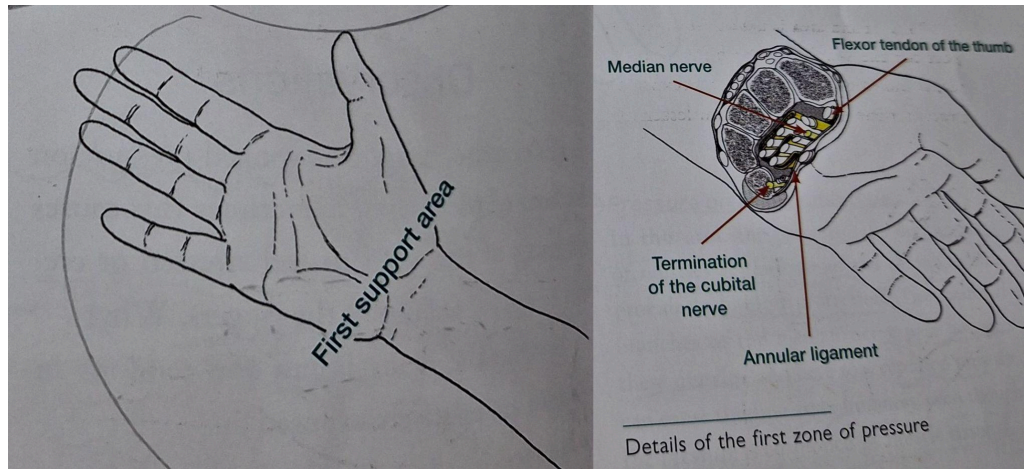 First support area
Median nerve
Flexor tendon of the thumb
Termination
of the cubital
nerve
Annular ligament
Details of the first zone of pressure